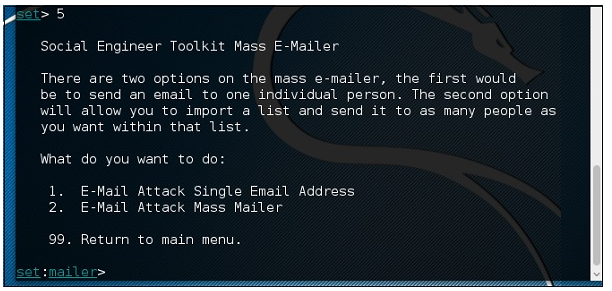 set> 5
Social Engineer Toolkit Mass E-Mailer
There are two options on the mass e-mailer, the first would
be to send an email to one individual person. The second option
will allow you to import a list and send it to as many people as
you want within that list.
What do you want to do:
1. E-Mail Attack Single Email Address
2. E-Mail Attack Mass Mailer
99. Return to main menu.
set:mailer>